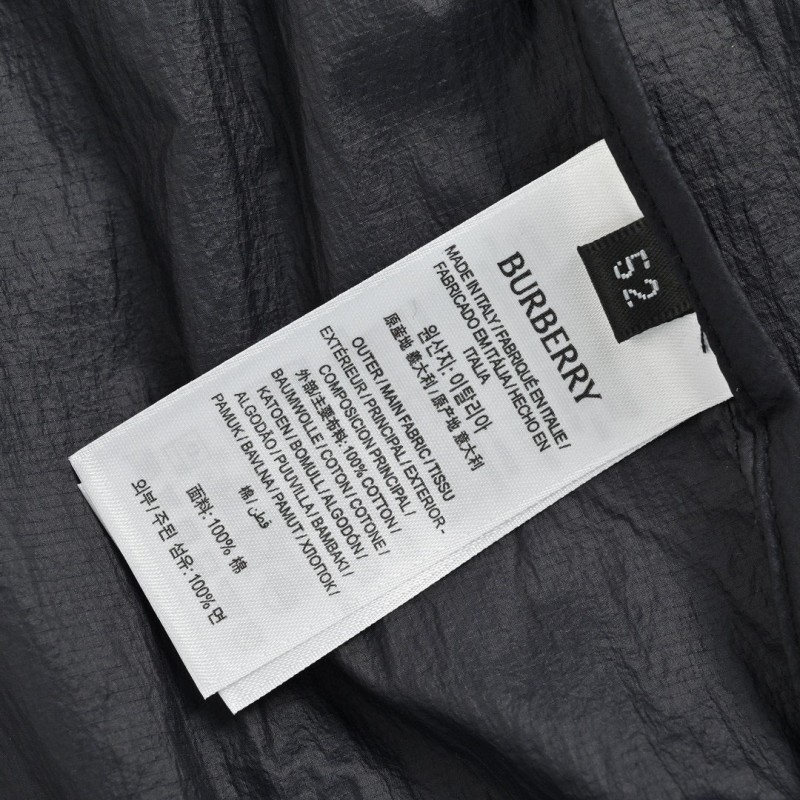 52
BURBERRY
MADE IN ITALY / FABRIQUÉ EN ITALIE /
FABRICADO EM ITÁLIA / HECHO EN
ITALIA
원산지: 이탈리아
原産地 意大利 / 原产地 意大利
OUTER / MAIN FABRIC / TISSU
EXTÉRIEUR / PRINCIPAL / EXTERIOR -
COMPOSICIÓN PRINCIPAL /
外部 / 主要布料: 100% COTTON /
BAUMWOLLE / COTON / COTONE /
KATOEN / BOMULL / ALGODÓN /
ALGODÃO / PUUVILLA / BAMBAKI /
PAMUK / BAVLNA / PAMUT / ХЛОПОК /
棉 / قطن
面料: 100% 棉
외부 / 주된 섬유: 100% 면